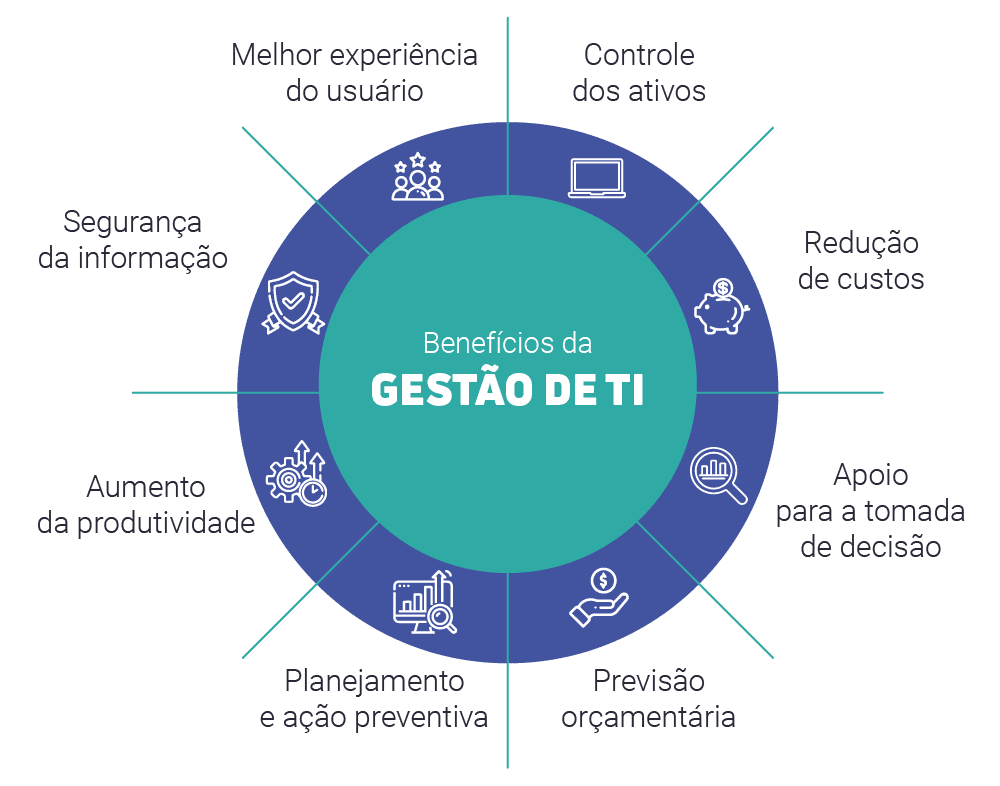 Melhor experiência
do usuário
Controle
dos ativos
Segurança
da informação
Redução
de custos
Benefícios da
GESTÃO DE TI
Aumento
da produtividade
Apoio
para a tomada
de decisão
Planejamento
e ação preventiva
Previsão
orçamentária